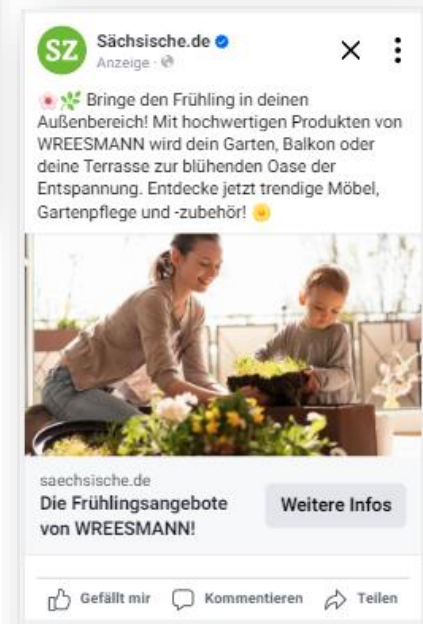 SZ
Sächsische.de
Anzeige ·
🌸🌿 Bringe den Frühling in deinen
Außenbereich! Mit hochwertigen Produkten von
WREESMANN wird dein Garten, Balkon oder
deine Terrasse zur blühenden Oase der
Entspannung. Entdecke jetzt trendige Möbel,
Gartenpflege und -zubehör! 🌼
saechsische.de
Die Frühlingsangebote
von WREESMANN!
Weitere Infos
Gefällt mir Kommentieren Teilen